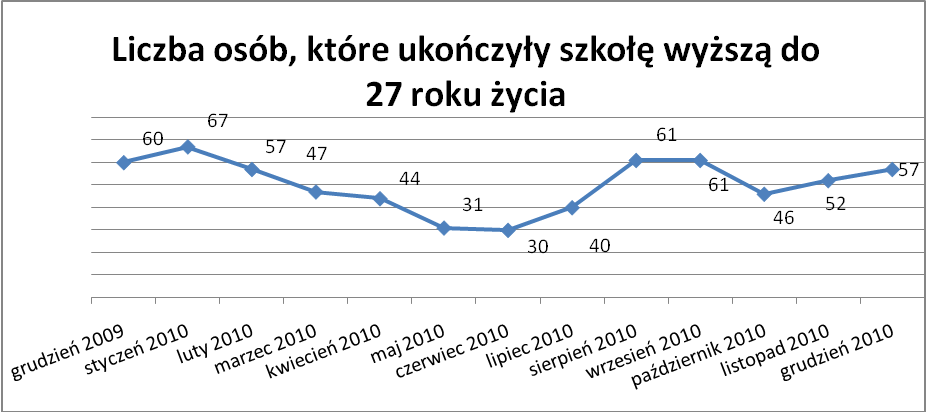 Liczba osób, które ukończyły szkołę wyższą do
27 roku życia
60
67
57
47
44
31
30
40
61
61
46
52
57
grudzień 2009
styczeń 2010
luty 2010
marzec 2010
kwiecień 2010
maj 2010
czerwiec 2010
lipiec 2010
sierpień 2010
wrzesień 2010
październik 2010
listopad 2010
grudzień 2010